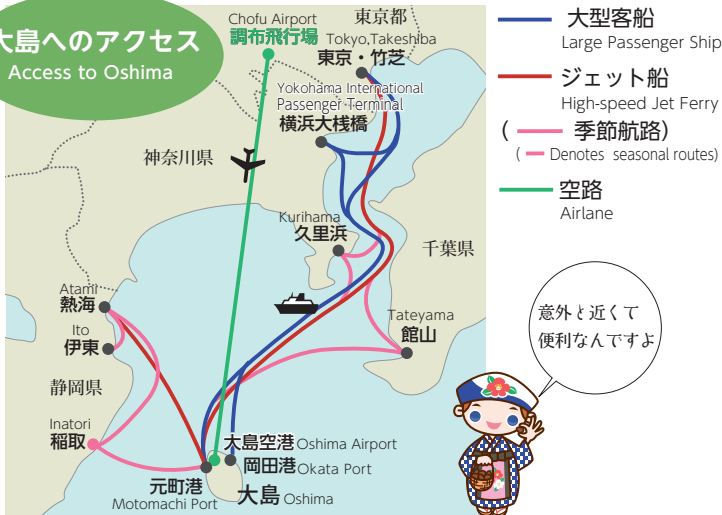 大島へのアクセス
Access to Oshima
Chofu Airport
調布飛行場
東京都
Tokyo,Takeshiba
東京・竹芝
Yokohama International
Passenger Terminal
横浜大桟橋
神奈川県
Kurihama
久里浜
千葉県
Atami
熱海
Ito
伊東
静岡県
Tateyama
館山
Inatori
稲取
大島空港 Oshima Airport
岡田港 Okata Port
元町港
Motomachi Port
大島 Oshima
大型客船
Large Passenger Ship
ジェット船
High-speed Jet Ferry
( 季節航路)
( Denotes seasonal routes)
空路
Airlane
意外と近くて
便利なんですよ